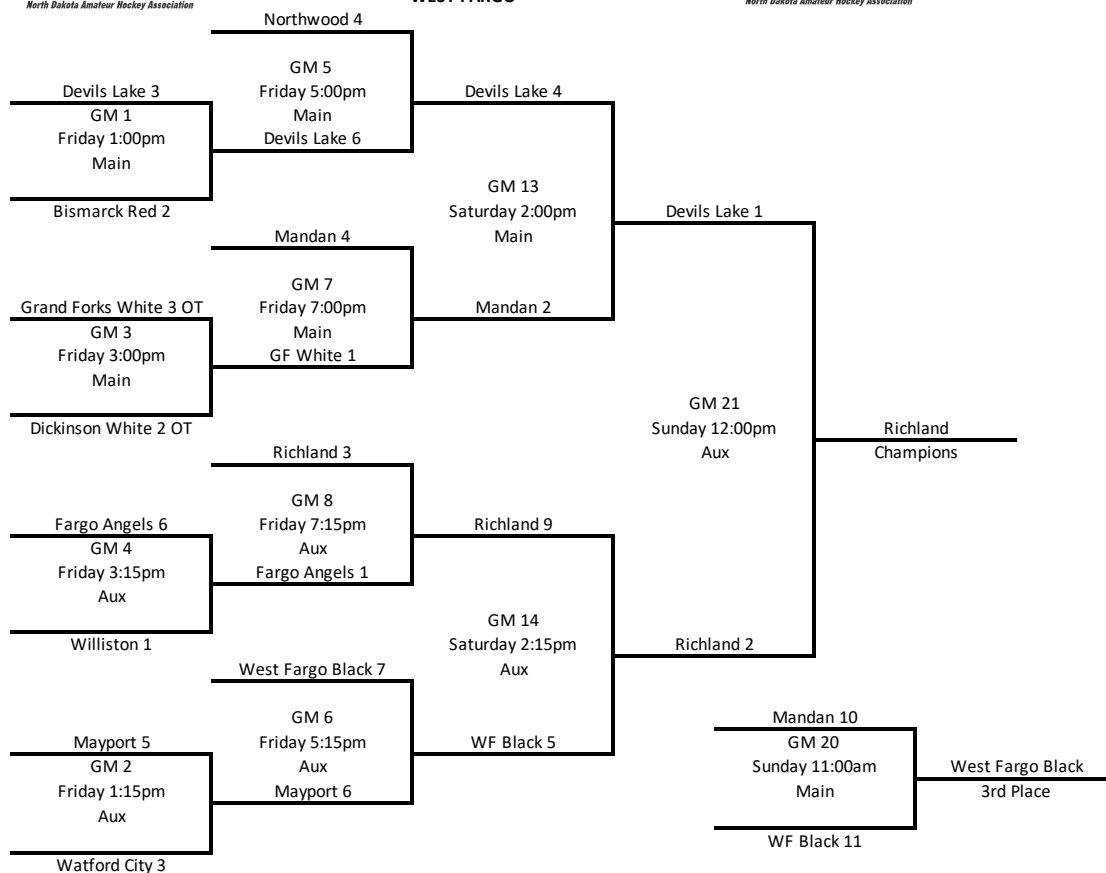 North Dakota Amateur Hockey Association
WEST FARGO
North Dakota Amateur Hockey Association
Northwood 4
GM 5
Friday 5:00pm
Main
Devils Lake 6
Devils Lake 3
GM 1
Friday 1:00pm
Main
Bismarck Red 2
Devils Lake 4
GM 13
Saturday 2:00pm
Main
Mandan 2
Devils Lake 1
Mandan 4
GM 7
Friday 7:00pm
Main
GF White 1
Grand Forks White 3 OT
GM 3
Friday 3:00pm
Main
Dickinson White 2 OT
GM 21
Sunday 12:00pm
Aux
Richland
Champions
Richland 3
GM 8
Friday 7:15pm
Aux
Fargo Angels 1
Fargo Angels 6
GM 4
Friday 3:15pm
Aux
Williston 1
Richland 9
GM 14
Saturday 2:15pm
Aux
WF Black 5
Richland 2
West Fargo Black 7
GM 6
Friday 5:15pm
Aux
Mayport 6
Mayport 5
GM 2
Friday 1:15pm
Aux
Watford City 3
Mandan 10
GM 20
Sunday 11:00am
Main
WF Black 11
West Fargo Black
3rd Place